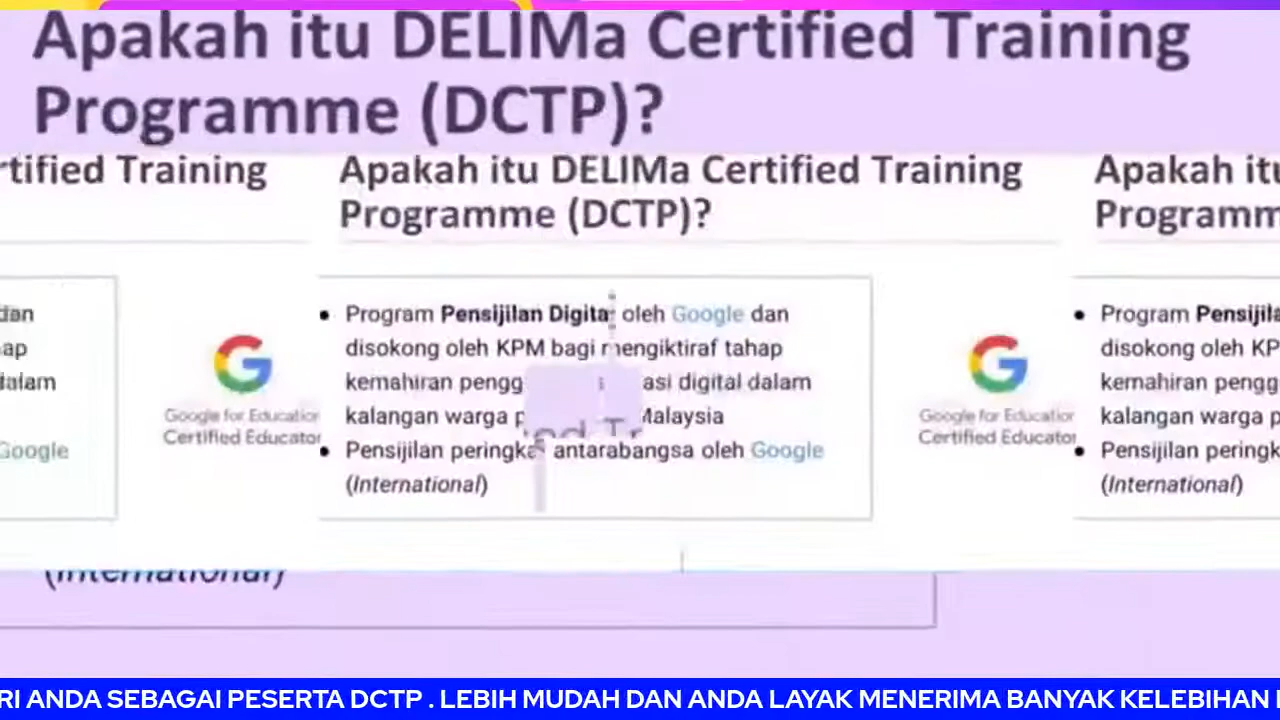 Apakah itu DELIMa Certified Training
Programme (DCTP)?
rtified Training
dan
ap
dalam
Google
Google for Education
Certified Educator
Apakah itu DELIMa Certified Training
Programme (DCTP)?
Program Pensijilan Digital oleh Google dan
disokong oleh KPM bagi mengiktiraf tahap
kemahiran pengg asi digital dalam
kalangan warga p Malaysia
Pensijilan peringkat antarabangsa oleh Google
(International)
Google for Education
Certified Educator
Apakah itu
Programm
Program Pensijila
disokong oleh KP
kemahiran pengg
kalangan warga p
Pensijilan peringk
(International)
(International)
RI ANDA SEBAGAI PESERTA DCTP . LEBIH MUDAH DAN ANDA LAYAK MENERIMA BANYAK KELEBIHAN